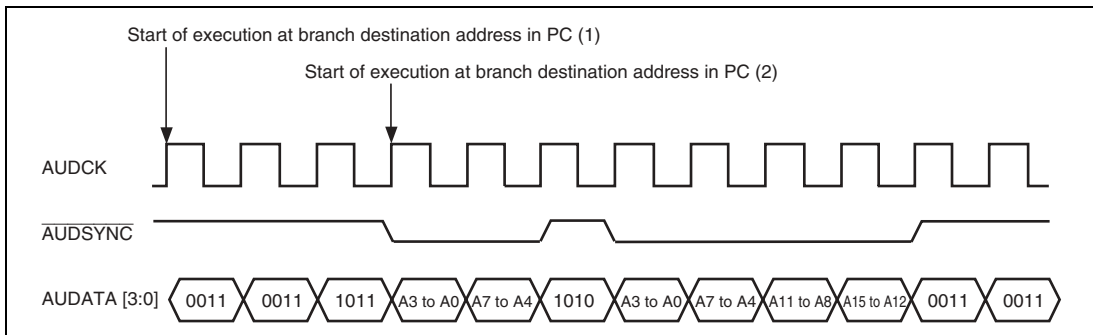 Start of execution at branch destination address in PC (1)
Start of execution at branch destination address in PC (2)
AUDCK
AUDSYNC
AUDATA [3:0] 0011 0011 1011 A3 to A0 A7 to A4 1010 A3 to A0 A7 to A4 A11 to A8 A15 to A12 0011 0011